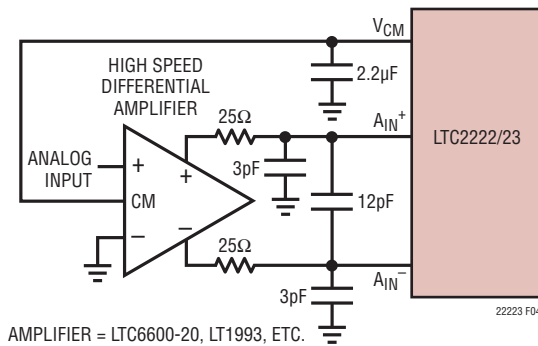 V_CM
HIGH SPEED
DIFFERENTIAL
AMPLIFIER
2.2µF
25Ω
A_IN^+
LTC2222/23
ANALOG
INPUT
+
+
3pF
CM
12pF
–
–
25Ω
A_IN^–
3pF
22223 F04
AMPLIFIER = LTC6600-20, LT1993, ETC.